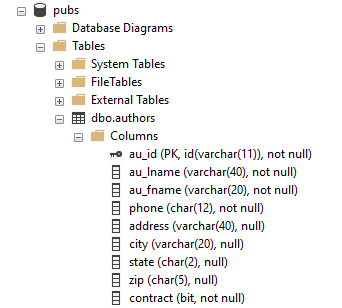 pubs
Database Diagrams
Tables
System Tables
FileTables
External Tables
dbo.authors
Columns
au_id (PK, id(varchar(11)), not null)
au_lname (varchar(40), not null)
au_fname (varchar(20), not null)
phone (char(12), not null)
address (varchar(40), null)
city (varchar(20), null)
state (char(2), null)
zip (char(5), null)
contract (bit, not null)